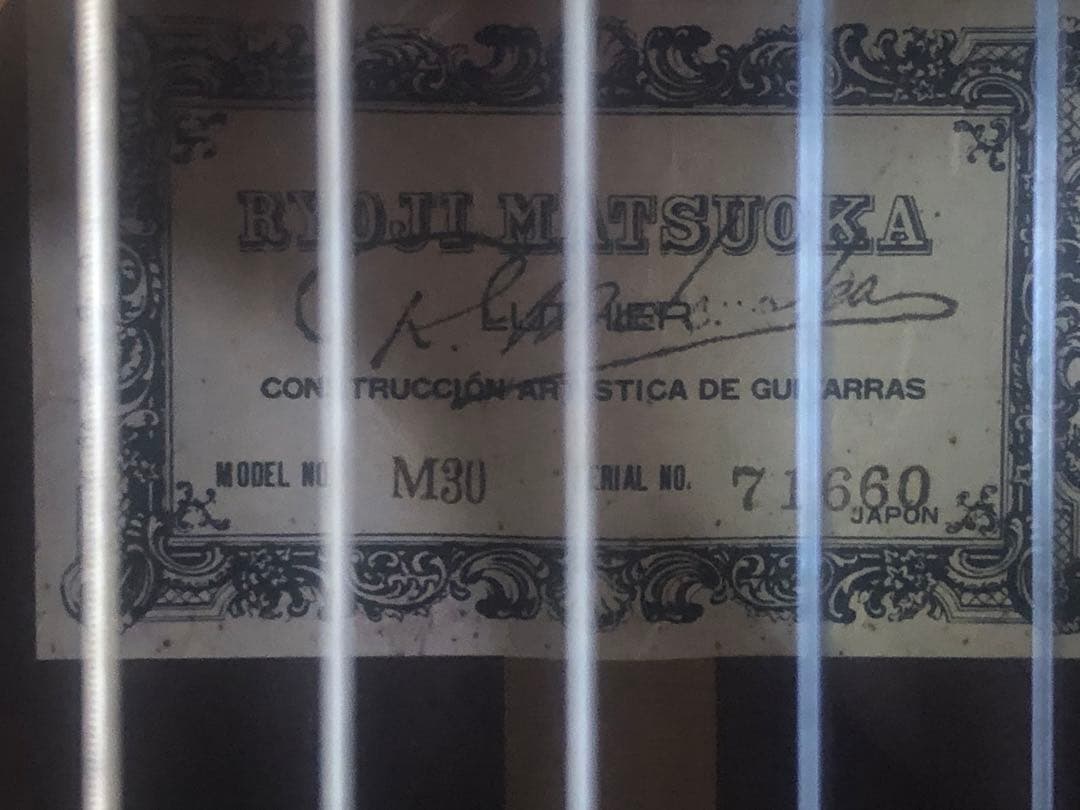 RYOJI MATSUOKA
LUTHIER
CONSTRUCCIÓN ARTISTICA DE GUITARRAS
MODEL NO. M30 SERIAL NO. 71660
JAPON